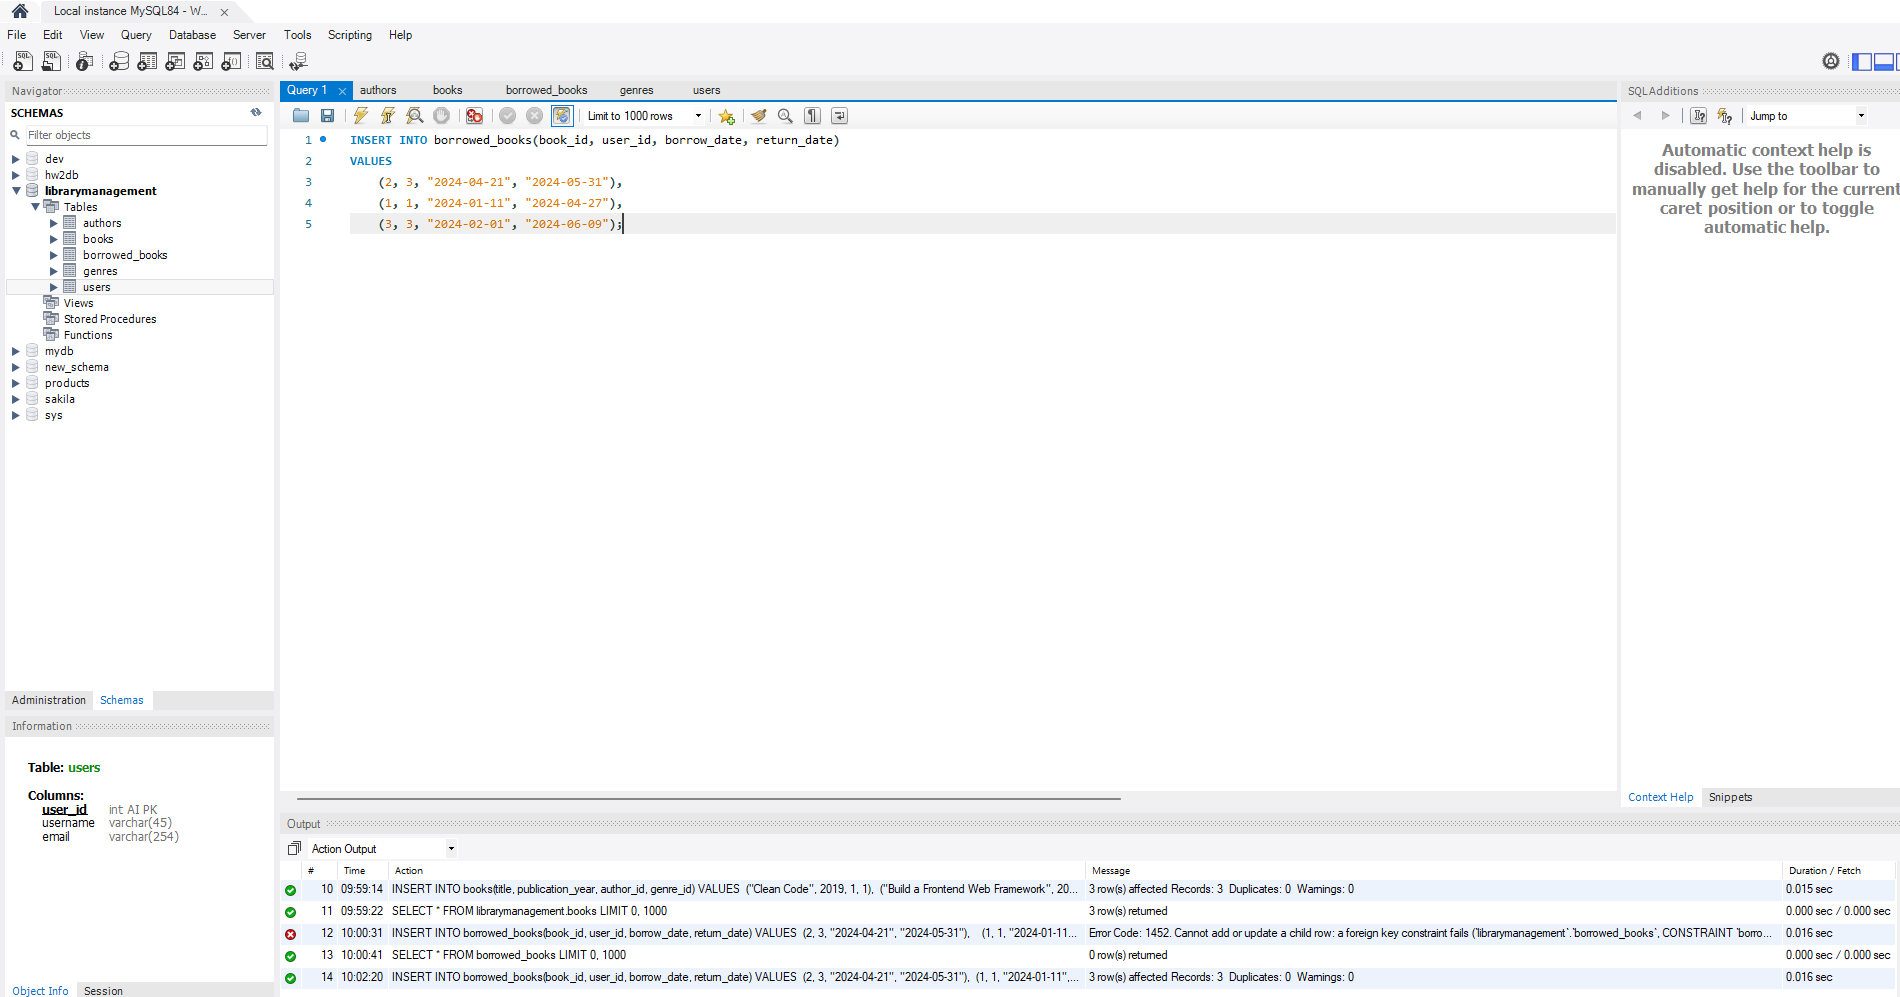 Local instance MySQL84 - W...
File Edit View Query Database Server Tools Scripting Help
Navigator
SCHEMAS
Filter objects
dev
hw2db
librarymanagement
Tables
authors
books
borrowed_books
genres
users
Views
Stored Procedures
Functions
mydb
new_schema
products
sakila
sys
Administration Schemas
Information
Table: users
Columns:
user_id int AI PK
username varchar(45)
email varchar(254)
Object Info Session
Query 1 authors books borrowed_books genres users
Limit to 1000 rows
1 INSERT INTO borrowed_books(book_id, user_id, borrow_date, return_date)
2 VALUES
3 (2, 3, "2024-04-21", "2024-05-31"),
4 (1, 1, "2024-01-11", "2024-04-27"),
5 (3, 3, "2024-02-01", "2024-06-09");
SQLAdditions
Jump to
Automatic context help is
disabled. Use the toolbar to
manually get help for the current
caret position or to toggle
automatic help.
Context Help Snippets
Output
Action Output
# Time Action Message Duration / Fetch
10 09:59:14 INSERT INTO books(title, publication_year, author_id, genre_id) VALUES ("Clean Code", 2019, 1, 1), ("Build a Frontend Web Framework", 20... 3 row(s) affected Records: 3 Duplicates: 0 Warnings: 0 0.015 sec
11 09:59:22 SELECT * FROM librarymanagement.books LIMIT 0, 1000 3 row(s) returned 0.000 sec / 0.000 sec
12 10:00:31 INSERT INTO borrowed_books(book_id, user_id, borrow_date, return_date) VALUES (2, 3, "2024-04-21", "2024-05-31"), (1, 1, "2024-01-11... Error Code: 1452. Cannot add or update a child row: a foreign key constraint fails (`librarymanagement`.`borrowed_books`, CONSTRAINT `borro... 0.016 sec
13 10:00:41 SELECT * FROM borrowed_books LIMIT 0, 1000 0 row(s) returned 0.000 sec / 0.000 sec
14 10:02:20 INSERT INTO borrowed_books(book_id, user_id, borrow_date, return_date) VALUES (2, 3, "2024-04-21", "2024-05-31"), (1, 1, "2024-01-11",... 3 row(s) affected Records: 3 Duplicates: 0 Warnings: 0 0.016 sec